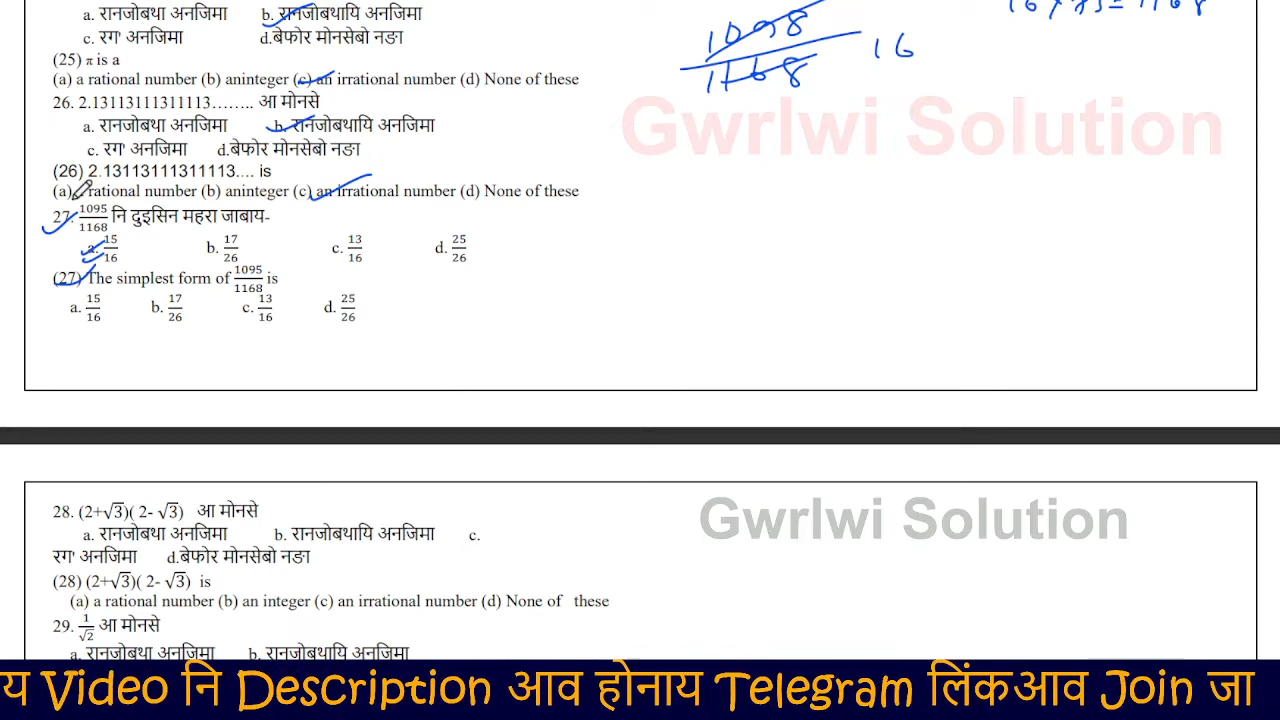 a. रानजोबथा अनजिमा b. रानजोबथायि अनजिमा
c. रग' अनजिमा d.बेफोर मोनसेबो नङा
(25) π is a
(a) a rational number (b) aninteger (c) an irrational number (d) None of these
26. 2.13113111311113…….. आ मोनसे
a. रानजोबथा अनजिमा b. रानजोबथायि अनजिमा
c. रग' अनजिमा d.बेफोर मोनसेबो नङा
(26) 2.13113111311113.... is
(a) rational number (b) aninteger (c) an irrational number (d) None of these
27. 1095/1168 नि दुइसिन महरा जाबाय-
a. 15/16 b. 17/26 c. 13/16 d. 25/26
(27) The simplest form of 1095/1168 is
a. 15/16 b. 17/26 c. 13/16 d. 25/26
1168 16
Gwrlwi Solution
28. (2+√3)( 2- √3) आ मोनसे
a. रानजोबथा अनजिमा b. रानजोबथायि अनजिमा c.
रग' अनजिमा d.बेफोर मोनसेबो नङा
(28) (2+√3)( 2- √3) is
(a) a rational number (b) an integer (c) an irrational number (d) None of these
29. 1/√2 आ मोनसे
a. रानजोबथा अनजिमा b. रानजोबथायि अनजिमा
Gwrlwi Solution
य Video नि Description आव होनाय Telegram लिंकआव Join जा